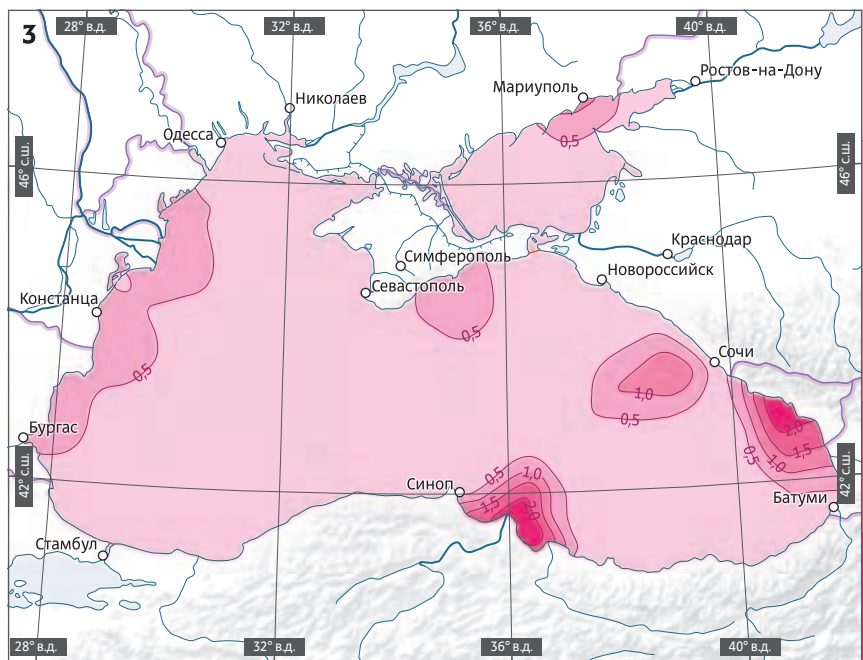 3
28° в.д.
32° в.д.
36° в.д.
40° в.д.
Ростов-на-Дону
Мариуполь
Николаев
Одесса
0,5
46° с.ш.
46° с.ш.
Краснодар
Симферополь
Новороссийск
Севастополь
Констанца
0,5
Сочи
0,5
1,0
0,5
Бургас
2,0
1,5
1,0
0,5
42° с.ш.
42° с.ш.
Синоп
0,5
1,0
1,5
2,0
Батуми
Стамбул
28° в.д.
32° в.д.
36° в.д.
40° в.д.